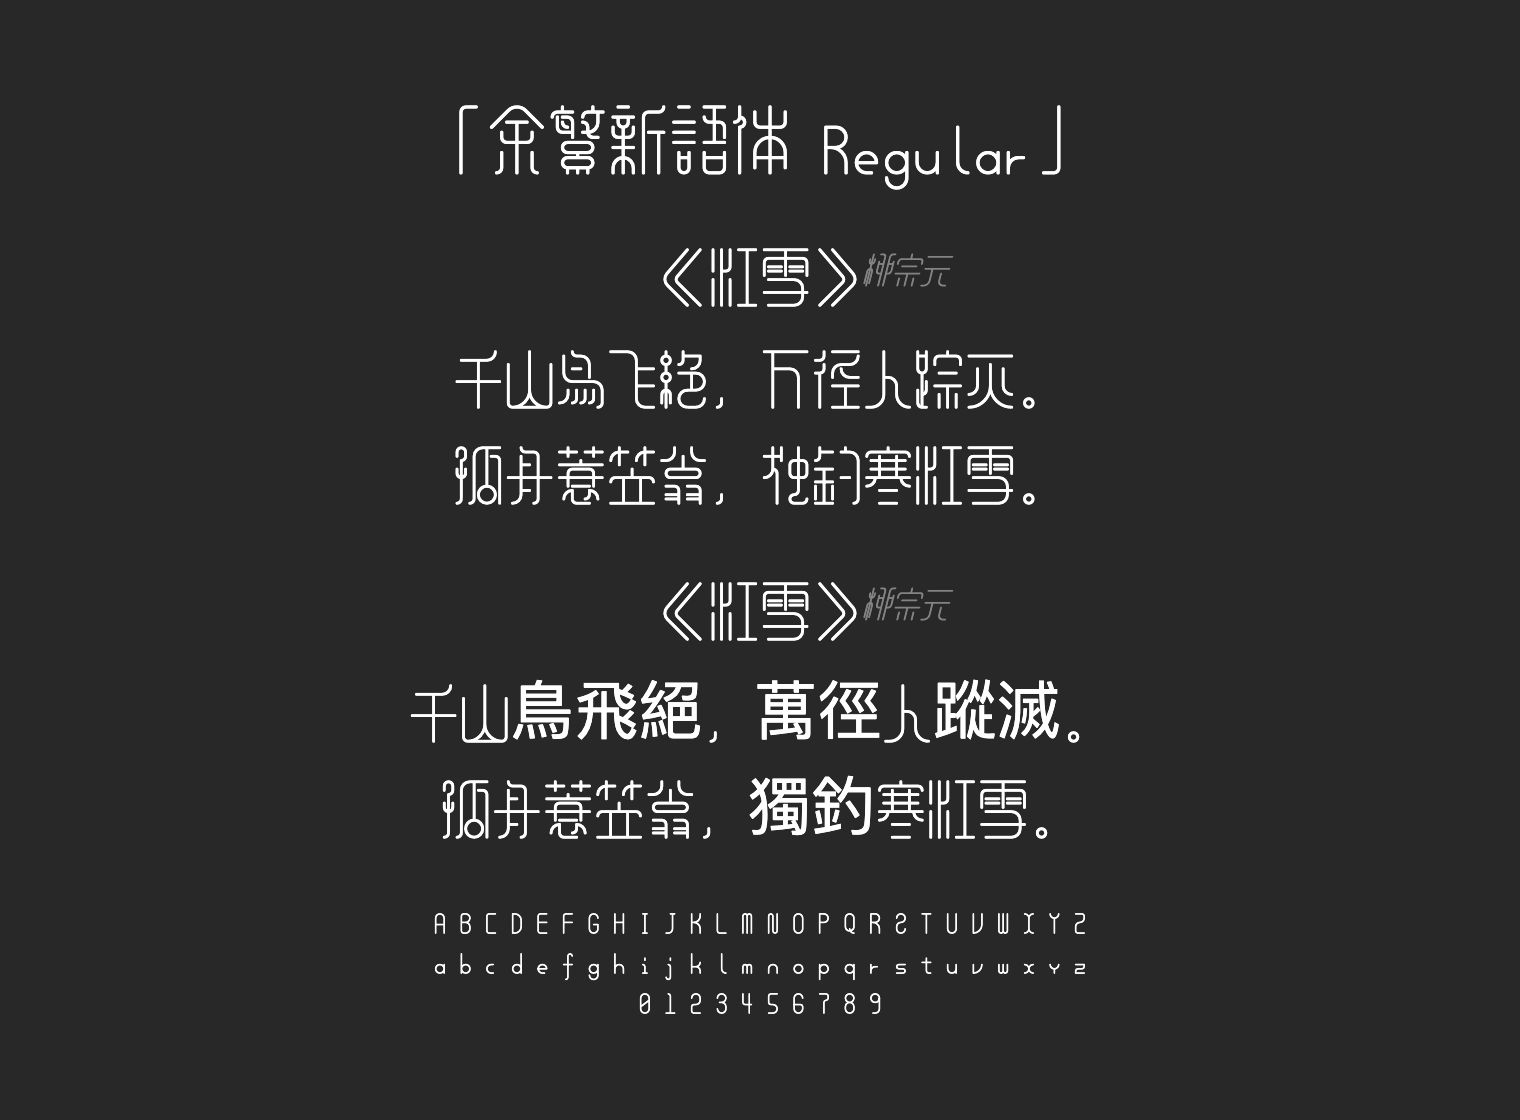 「余繁新語体 Regular」
《江雪》柳宗元
千山鸟飞絕，万径人踪灭。
孤舟蓑笠翁，独钓寒江雪。
《江雪》柳宗元
千山鳥飛絕，萬徑人蹤滅。
孤舟蓑笠翁，獨釣寒江雪。
A B C D E F G H I J K L M N O P Q R S T U V W X Y Z
a b c d e f g h i j k l m n o p q r s t u v w x y z
0 1 2 3 4 5 6 7 8 9